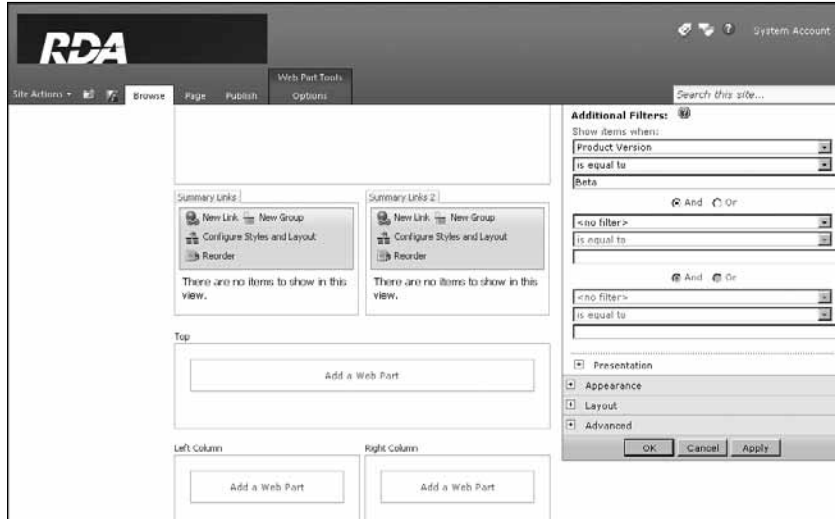 RDA
System Account
Web Part Tools
Site Actions
Browse
Page
Publish
Options
Search this site...
Summary Links
New Link
New Group
Configure Styles and Layout
Reorder
There are no items to show in this
view.
Summary Links 2
New Link
New Group
Configure Styles and Layout
Reorder
There are no items to show in this
view.
Top
Add a Web Part
Left Column
Add a Web Part
Right Column
Add a Web Part
Additional Filters:
Show items when:
Product Version
is equal to
Beta
And Or
<no filter>
is equal to
And Or
<no filter>
is equal to
Presentation
Appearance
Layout
Advanced
OK Cancel Apply